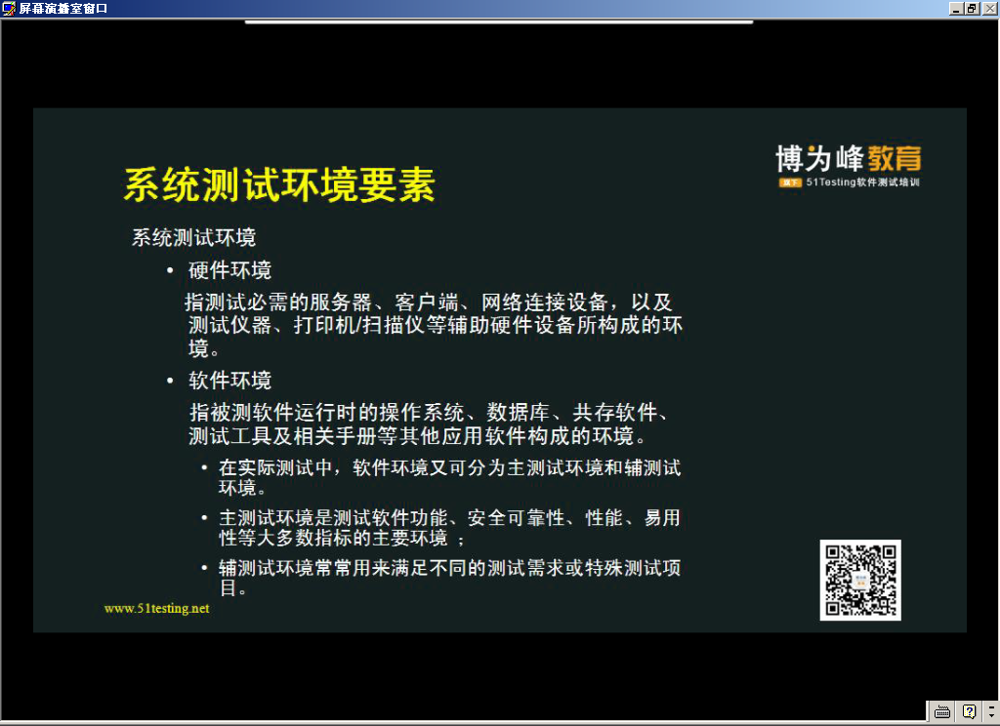 屏幕演播室窗口
博为峰教育
旗下 51Testing软件测试培训
系统测试环境要素
系统测试环境
• 硬件环境
指测试必需的服务器、客户端、网络连接设备，以及
测试仪器、打印机/扫描仪等辅助硬件设备所构成的环
境。
• 软件环境
指被测软件运行时的操作系统、数据库、共存软件、
测试工具及相关手册等其他应用软件构成的环境。
• 在实际测试中，软件环境又可分为主测试环境和辅测试
环境。
• 主测试环境是测试软件功能、安全可靠性、性能、易用
性等大多数指标的主要环境 ；
• 辅测试环境常常用来满足不同的测试需求或特殊测试项
目。
www.51testing.net